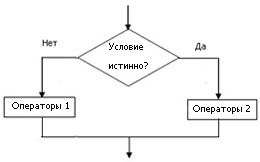 Нет
Да
Условие
истинно?
Операторы 1
Операторы 2